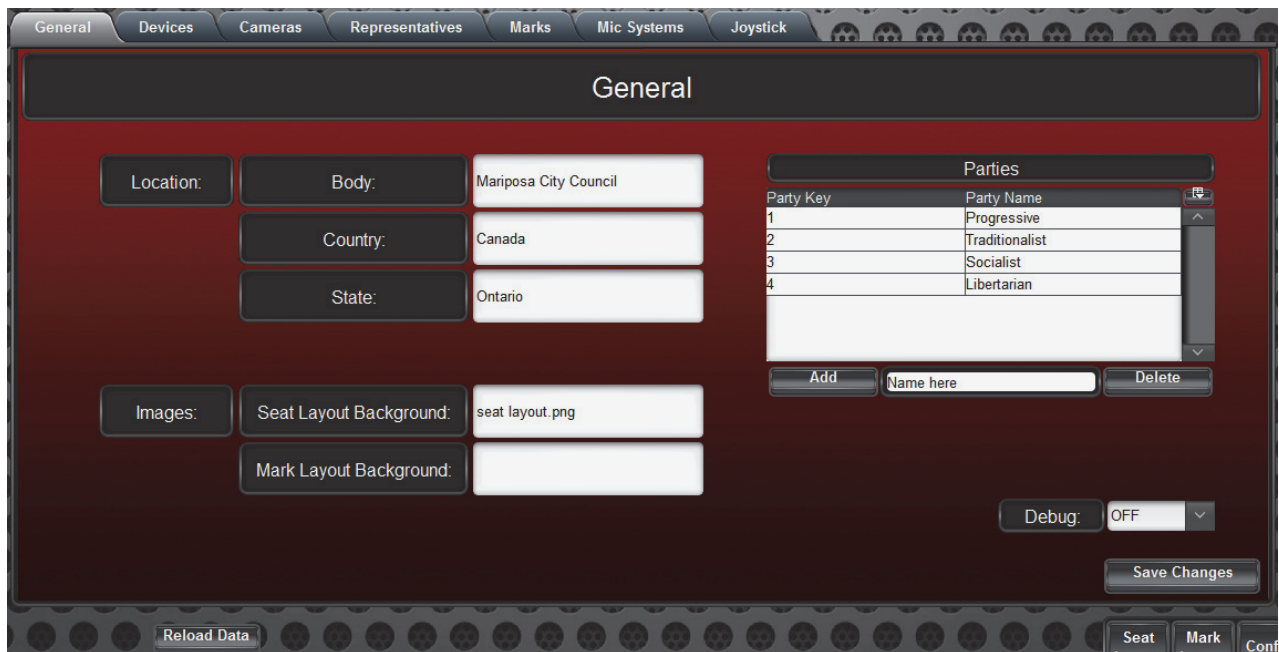 General Devices Cameras Representatives Marks Mic Systems Joystick
General
Location: Body: Mariposa City Council
Country: Canada
State: Ontario
Images: Seat Layout Background: seat layout.png
Mark Layout Background:
Parties
Party Key Party Name
1 Progressive
2 Traditionalist
3 Socialist
4 Libertarian
Add Name here Delete
Debug: OFF
Save Changes
Reload Data Seat Mark